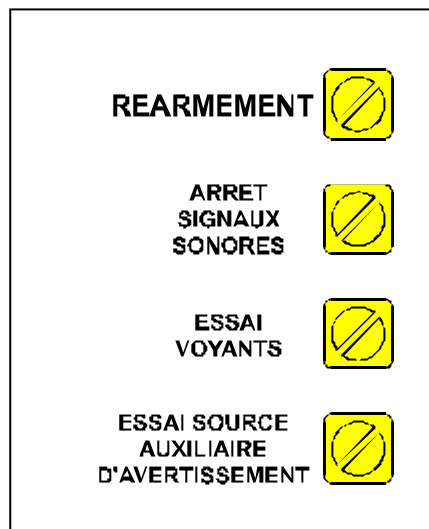 REARMEMENT
ARRET
SIGNAUX
SONORES
ESSAI
VOYANTS
ESSAI SOURCE
AUXILIAIRE
D'AVERTISSEMENT